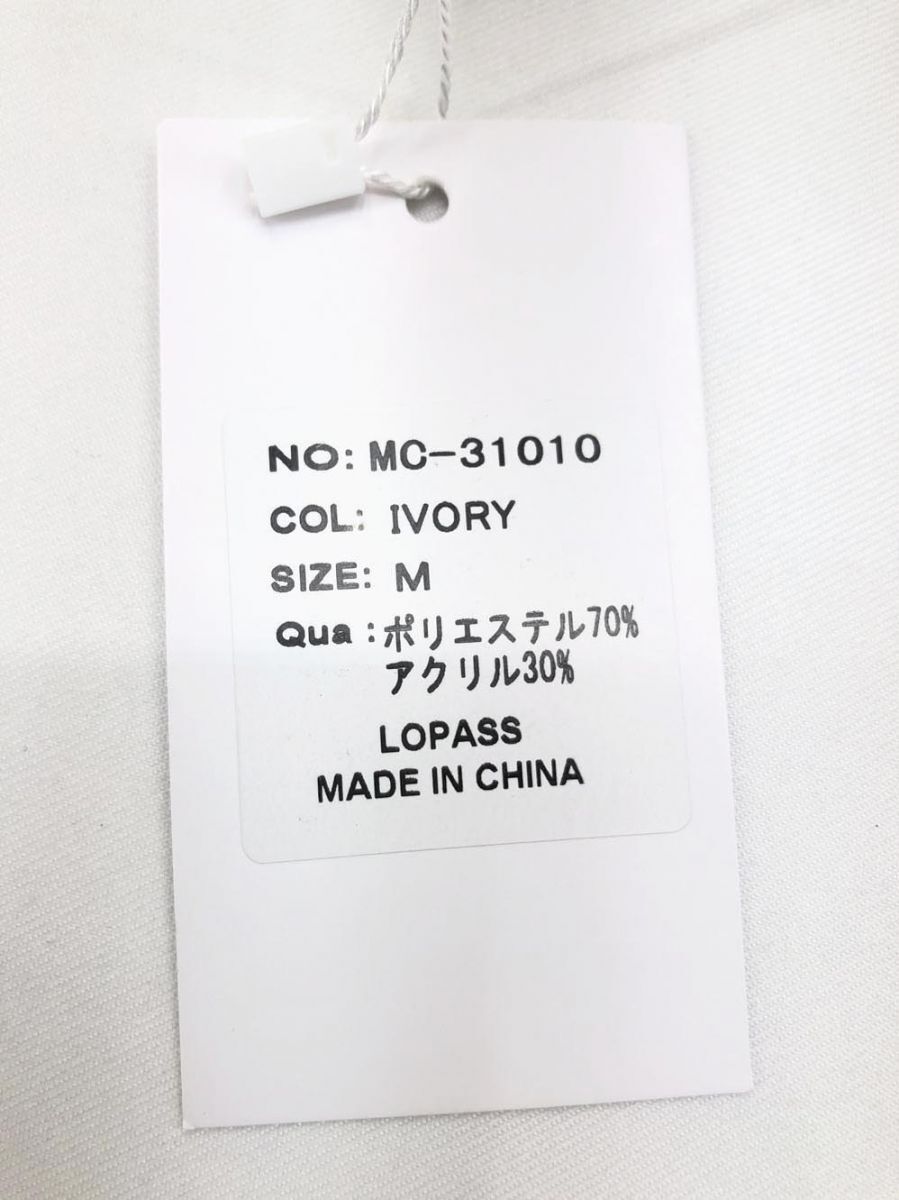 NO: MC-31010
COL: IVORY
SIZE: M
Qua :ポリエステル70%
アクリル30%
LOPASS
MADE IN CHINA